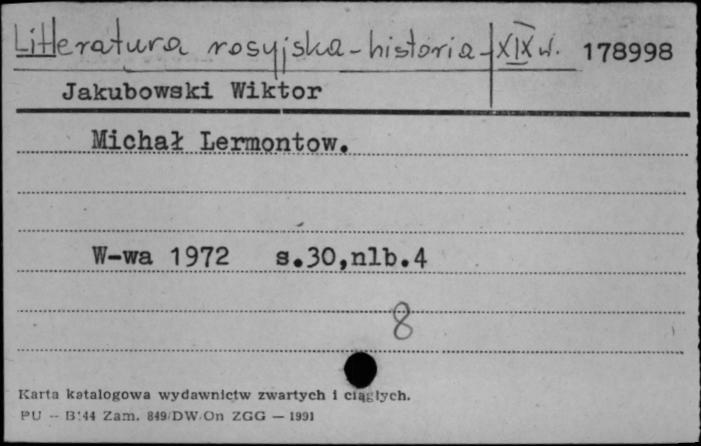 Litteratura rosyjska - historia - XIX w. 178998
Jakubowski Wiktor
Michał Lermontow.
W-wa 1972 s.30,nlb.4
8
Karta katalogowa wydawnictw zwartych i ciągłych.
PU - B/44 Zam. 849/DW/On ZGG — 1991